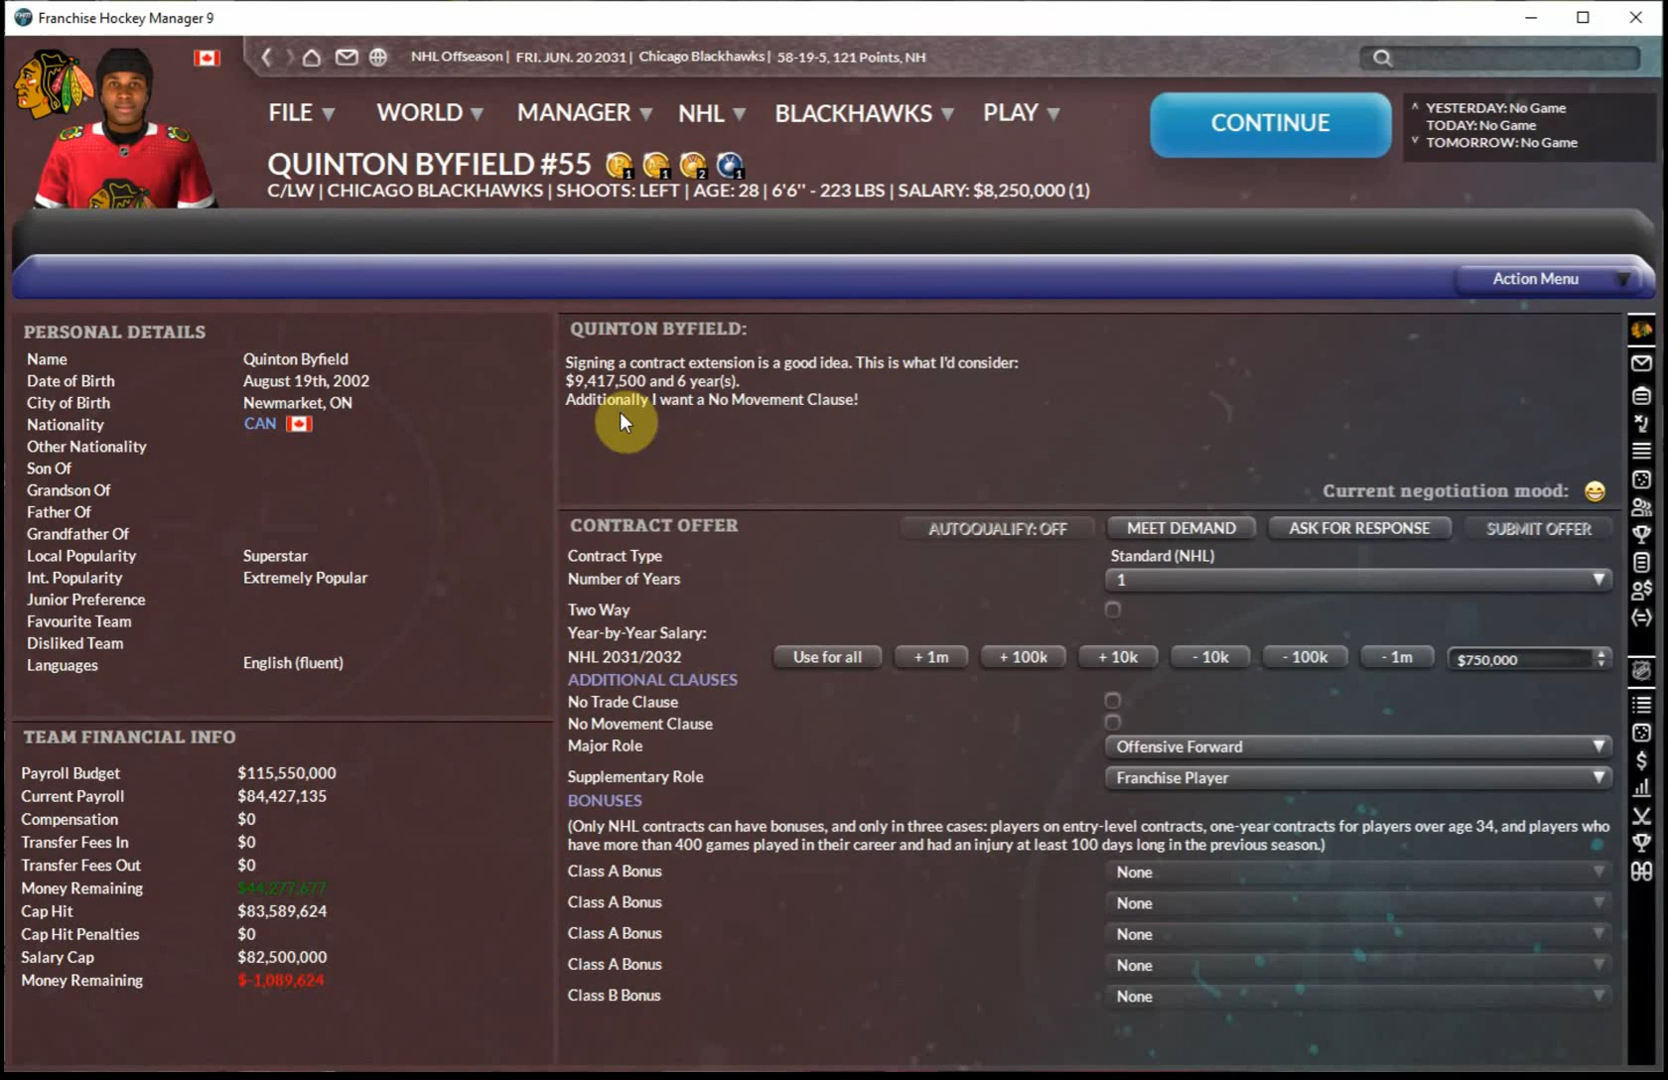 Franchise Hockey Manager 9
NHL Offseason | FRI. JUN. 20 2031 | Chicago Blackhawks | 58-19-5, 121 Points, NH
FILE WORLD MANAGER NHL BLACKHAWKS PLAY
CONTINUE
YESTERDAY: No Game
TODAY: No Game
TOMORROW: No Game
QUINTON BYFIELD #55
1 1 2 1
C/LW | CHICAGO BLACKHAWKS | SHOOTS: LEFT | AGE: 28 | 6'6'' - 223 LBS | SALARY: $8,250,000 (1)
Action Menu
PERSONAL DETAILS
Name Quinton Byfield
Date of Birth August 19th, 2002
City of Birth Newmarket, ON
Nationality CAN
Other Nationality
Son Of
Grandson Of
Father Of
Grandfather Of
Local Popularity Superstar
Int. Popularity Extremely Popular
Junior Preference
Favourite Team
Disliked Team
Languages English (fluent)
TEAM FINANCIAL INFO
Payroll Budget $115,550,000
Current Payroll $84,427,135
Compensation $0
Transfer Fees In $0
Transfer Fees Out $0
Money Remaining $44,277,677
Cap Hit $83,589,624
Cap Hit Penalties $0
Salary Cap $82,500,000
Money Remaining $-1,089,624
QUINTON BYFIELD:
Signing a contract extension is a good idea. This is what I'd consider:
$9,417,500 and 6 year(s).
Additionally I want a No Movement Clause!
Current negotiation mood:
CONTRACT OFFER AUTOQUALIFY: OFF MEET DEMAND ASK FOR RESPONSE SUBMIT OFFER
Contract Type Standard (NHL)
Number of Years 1
Two Way
Year-by-Year Salary:
NHL 2031/2032 Use for all + 1m + 100k + 10k - 10k - 100k - 1m $750,000
ADDITIONAL CLAUSES
No Trade Clause
No Movement Clause
Major Role Offensive Forward
Supplementary Role Franchise Player
BONUSES
(Only NHL contracts can have bonuses, and only in three cases: players on entry-level contracts, one-year contracts for players over age 34, and players who
have more than 400 games played in their career and had an injury at least 100 days long in the previous season.)
Class A Bonus None
Class A Bonus None
Class A Bonus None
Class A Bonus None
Class B Bonus None